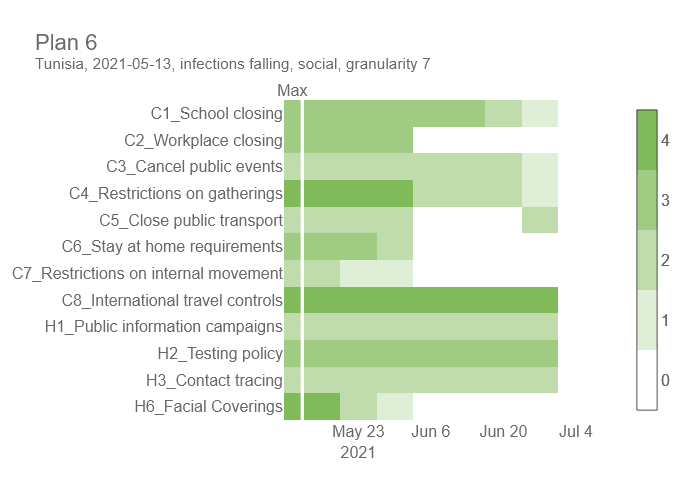 Plan 6
Tunisia, 2021-05-13, infections falling, social, granularity 7
Max
C1_School closing
C2_Workplace closing
C3_Cancel public events
C4_Restrictions on gatherings
C5_Close public transport
C6_Stay at home requirements
C7_Restrictions on internal movement
C8_International travel controls
H1_Public information campaigns
H2_Testing policy
H3_Contact tracing
H6_Facial Coverings
May 23 Jun 6 Jun 20 Jul 4
2021
4
3
2
1
0